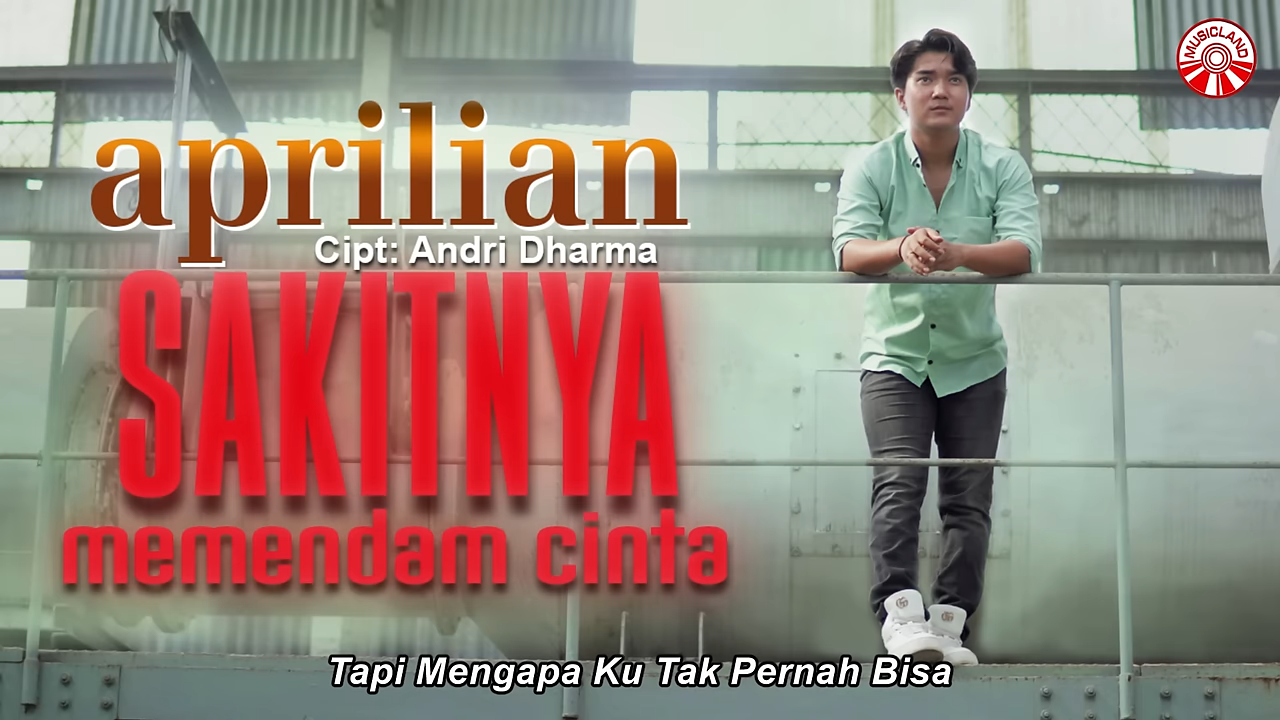 MUSICLAND
aprilian
Cipt: Andri Dharma
SAKITNYA
memendam cinta
Tapi Mengapa Ku Tak Pernah Bisa